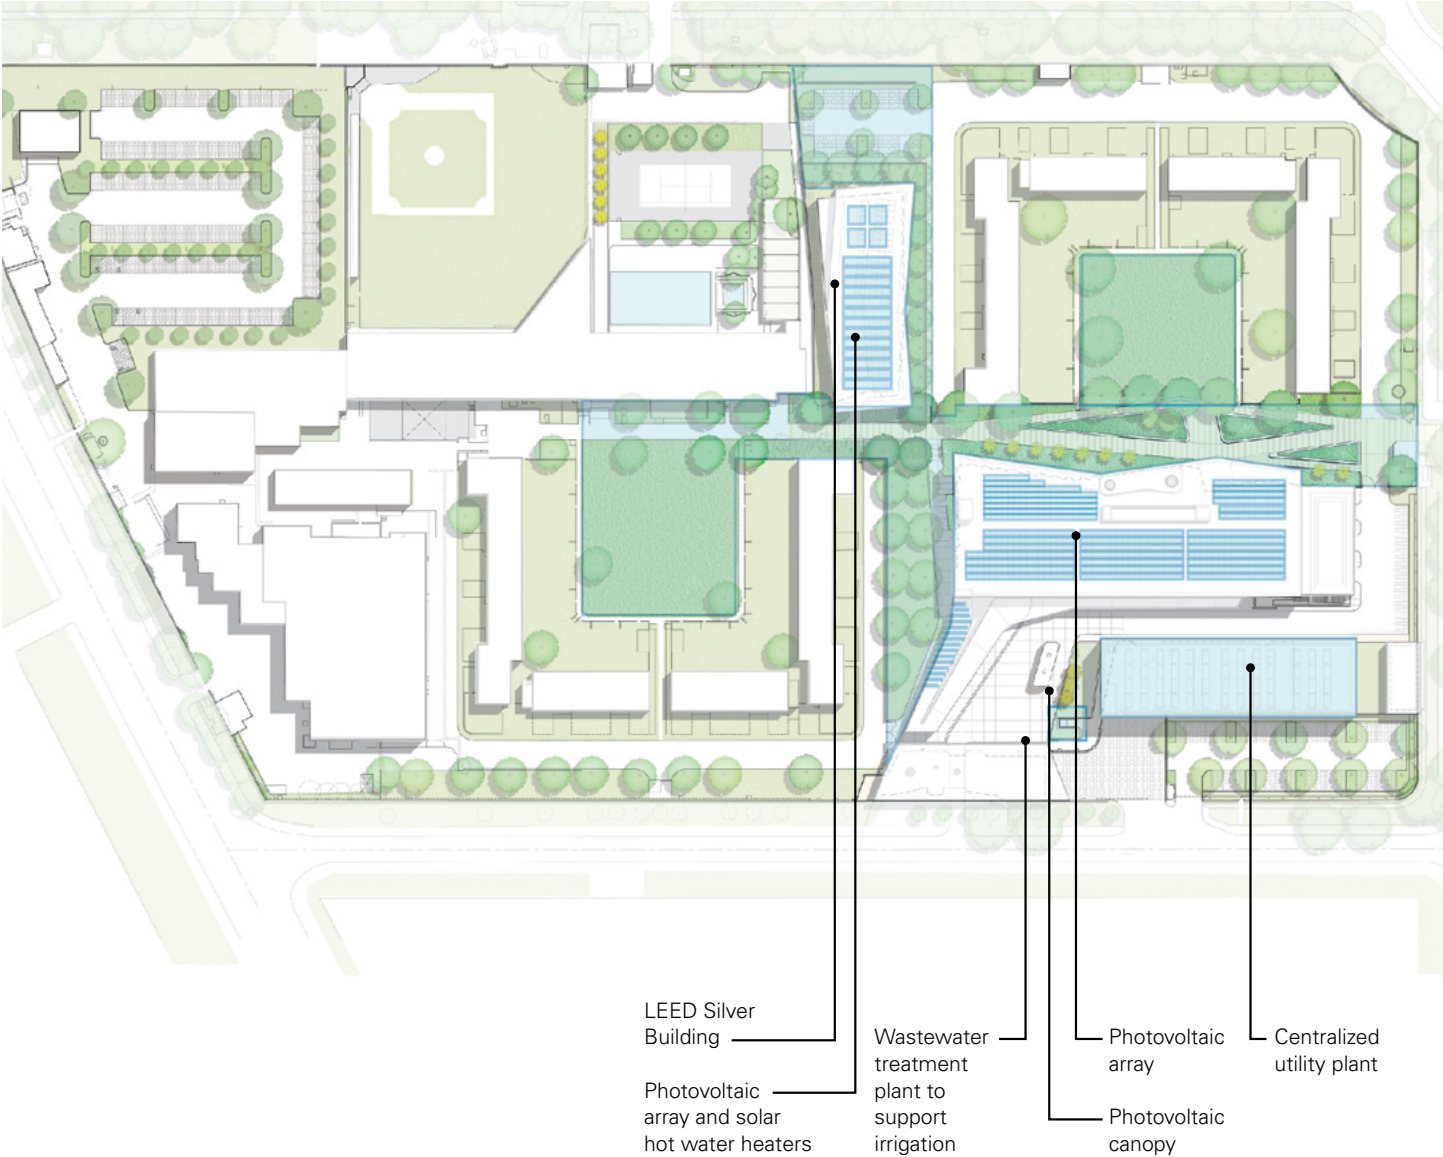 LEED Silver
Building
Photovoltaic
array and solar
hot water heaters
Wastewater
treatment
plant to
support
irrigation
Photovoltaic
array
Photovoltaic
canopy
Centralized
utility plant